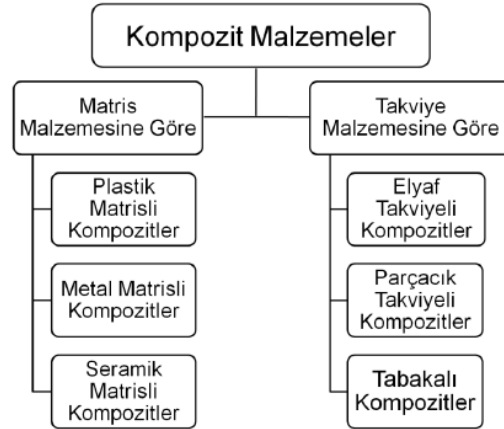 Kompozit Malzemeler
Matris
Malzemesine Göre
Plastik
Matrisli
Kompozitler
Metal Matrisli
Kompozitler
Seramik
Matrisli
Kompozitler
Takviye
Malzemesine Göre
Elyaf
Takviyeli
Kompozitler
Parçacık
Takviyeli
Kompozitler
Tabakalı
Kompozitler